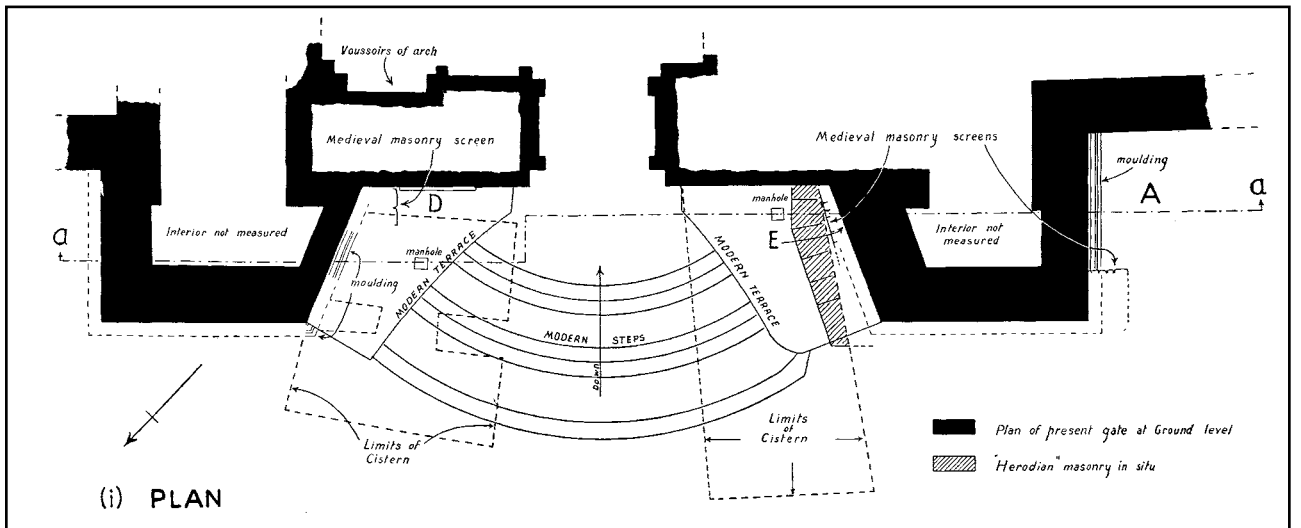 Voussoirs of arch
Medieval masonry screen
Medieval masonry screens
moulding
D
manhole
A
a
a
E
Interior not measured
manhole
Interior not
measured
moulding
MODERN TERRACE
MODERN TERRACE
MODERN STEPS
Down
Limits of
Cistern
Limits
of
Cistern
Plan of present gate at Ground level
"Herodian" masonry in situ
(i) PLAN